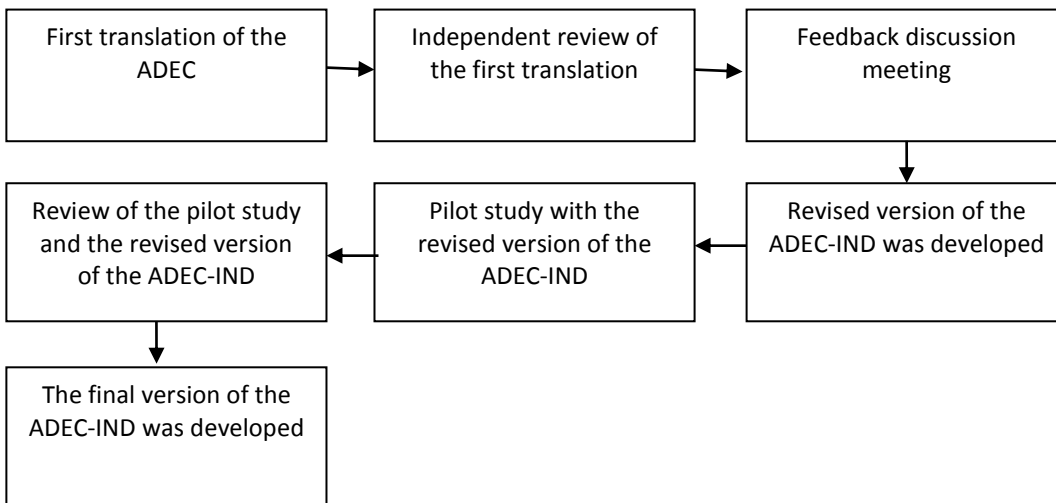 First translation of the
ADEC
Independent review of
the first translation
Feedback discussion
meeting
Revised version of the
ADEC-IND was developed
Pilot study with the
revised version of the
ADEC-IND
Review of the pilot study
and the revised version
of the ADEC-IND
The final version of the
ADEC-IND was developed